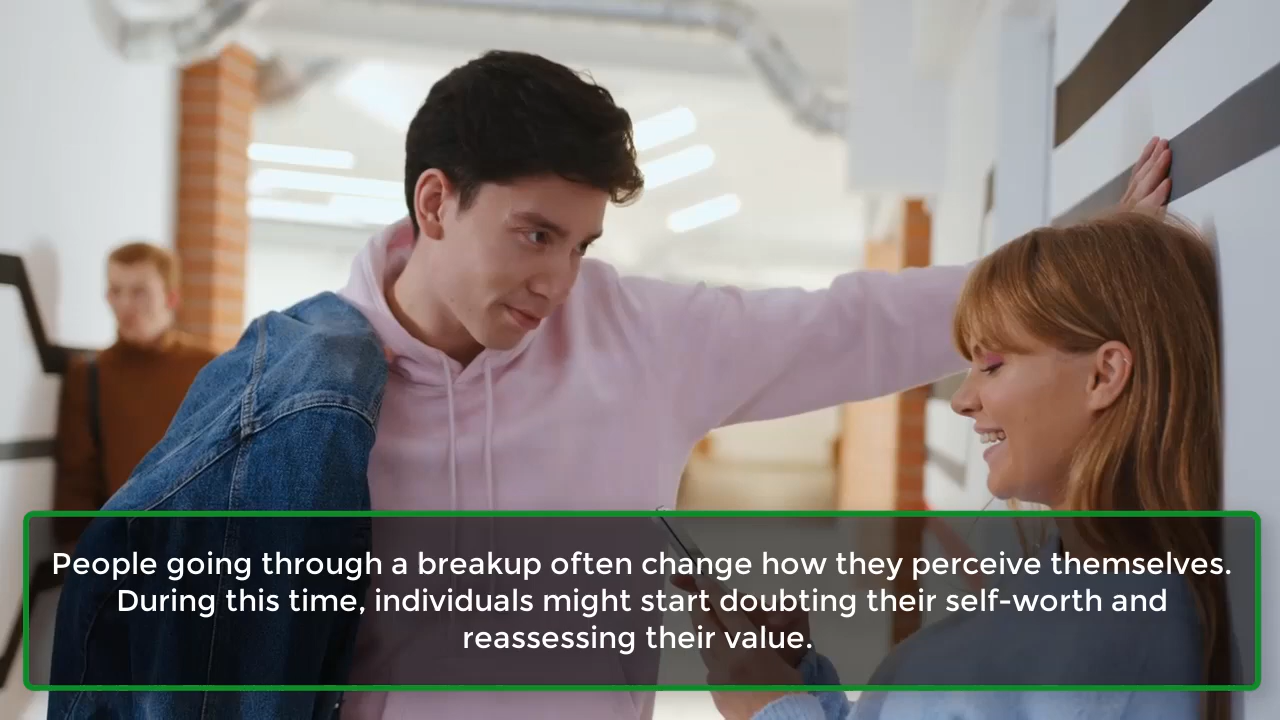 People going through a breakup often change how they perceive themselves.
During this time, individuals might start doubting their self-worth and
reassessing their value.